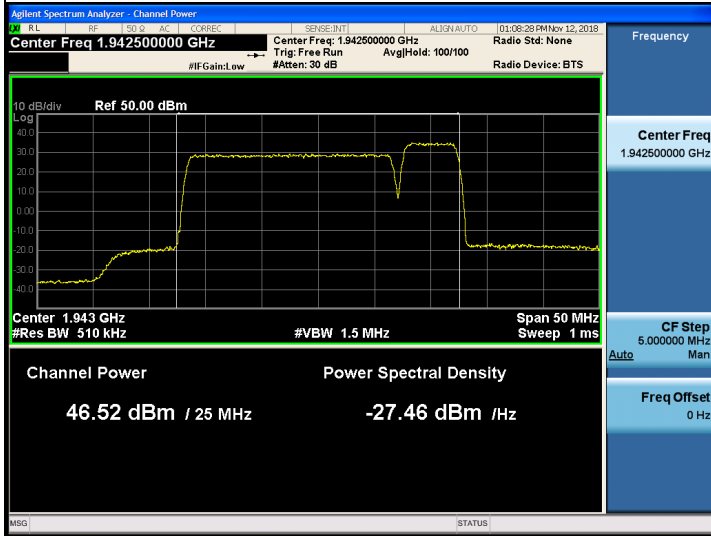 Agilent Spectrum Analyzer - Channel Power
LXI RL RF 50 Ω AC CORREC SENSE:INT ALIGN AUTO 01:08:28 PM Nov 12, 2018
Center Freq 1.942500000 GHz
Center Freq: 1.942500000 GHz
Radio Std: None
Trig: Free Run Avg|Hold: 100/100
#IFGain:Low #Atten: 30 dB Radio Device: BTS
10 dB/div Ref 50.00 dBm
Log
40.0
30.0
20.0
10.0
0.00
-10.0
-20.0
-30.0
-40.0
Center 1.943 GHz Span 50 MHz
#Res BW 510 kHz #VBW 1.5 MHz Sweep 1 ms
Channel Power Power Spectral Density
46.52 dBm / 25 MHz -27.46 dBm /Hz
MSG STATUS
Frequency
Center Freq
1.942500000 GHz
CF Step
5.000000 MHz
Auto Man
Freq Offset
0 Hz